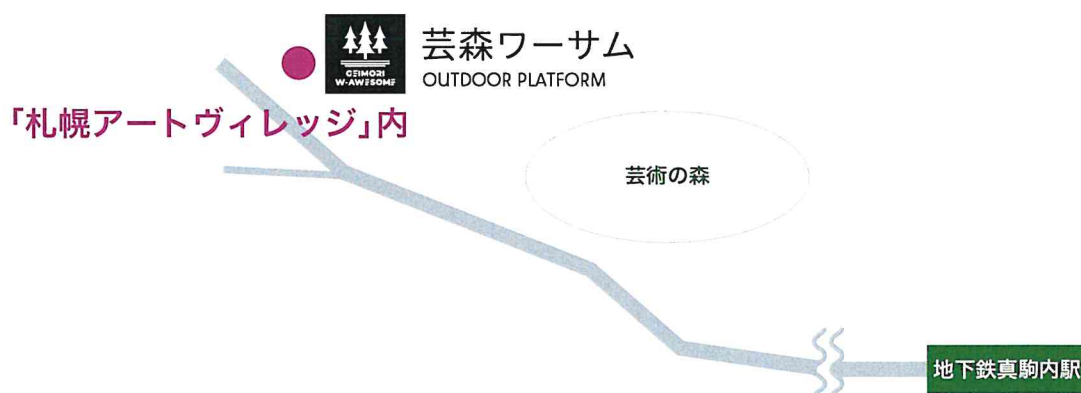 GEIMORI
W-AWESOME
芸森ワーサム
OUTDOOR PLATFORM
「札幌アートヴィレッジ」内
芸術の森
地下鉄真駒内駅